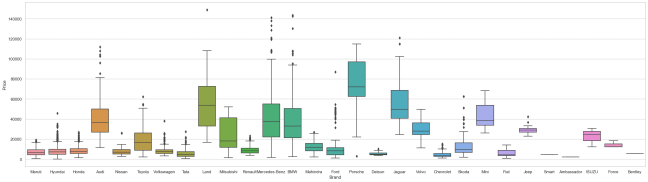 Price
140000
120000
100000
80000
60000
40000
20000
0
Maruti Hyundai Honda Audi Nissan Toyota Volkswagen Tata Land Mitsubishi Renault Mercedes-Benz BMW Mahindra Ford Porsche Datsun Jaguar Volvo Chevrolet Skoda Mini Fiat Jeep Smart Ambassador ISUZU Force Bentley
Brand